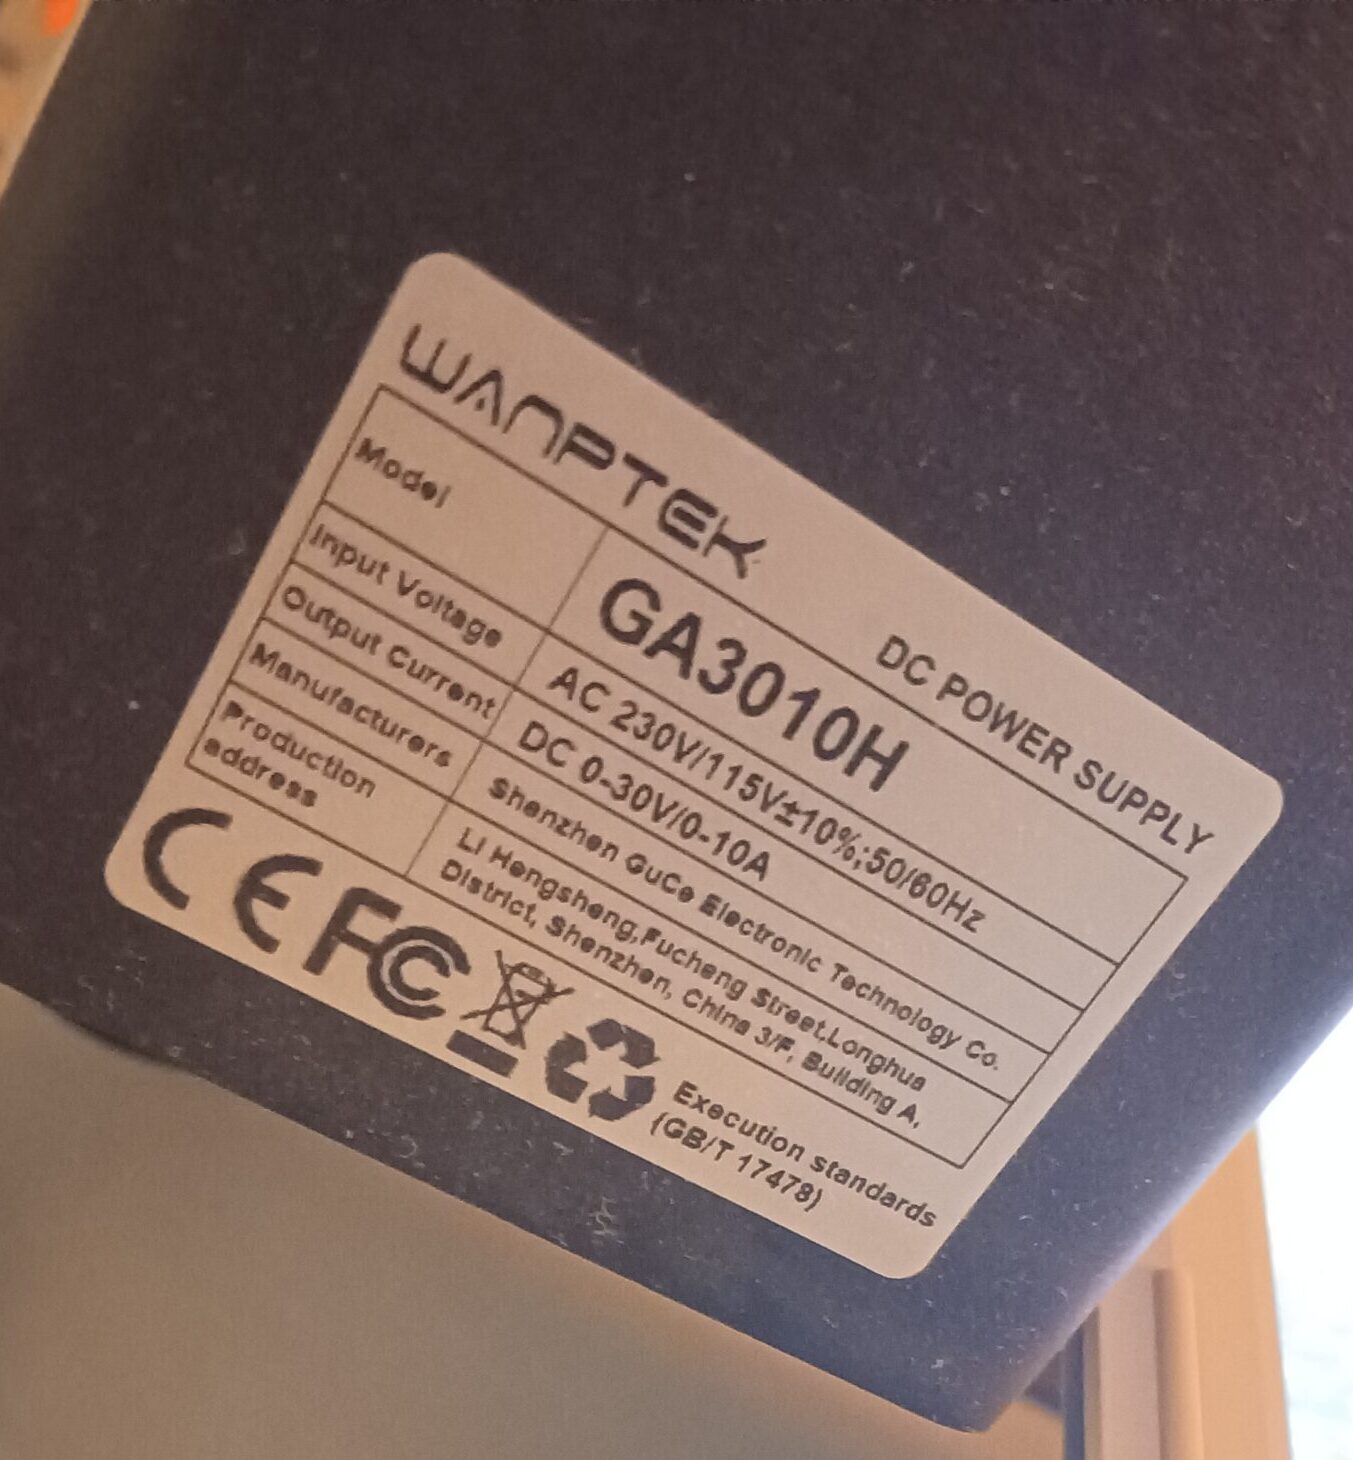 WANPTEK
DC POWER SUPPLY
Model GA3010H
Input Voltage AC 230V/115V±10%;50/60Hz
Output Current DC 0-30V/0-10A
Manufacturers Shenzhen GuCe Electronic Technology Co.
Production address
LI Hengsheng,Fucheng Street,Longhua
District, Shenzhen, China 3/F, Building A,
CE FC
Execution standards
(GB/T 17478)